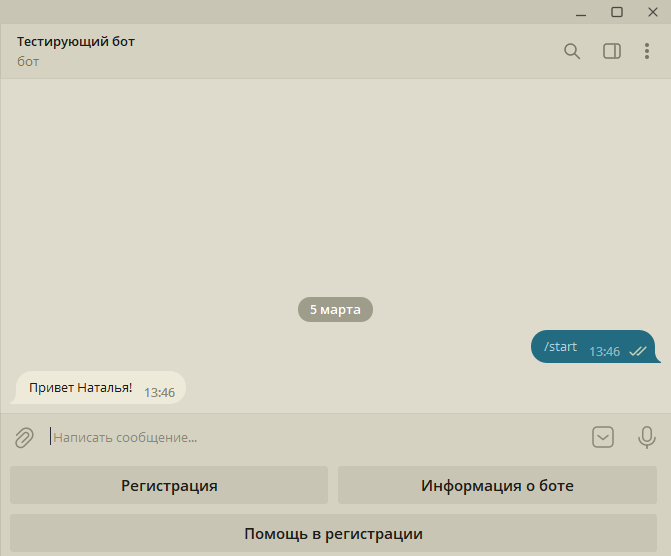 Тестирующий бот
бот
5 марта
/start 13:46
Привет Наталья! 13:46
Написать сообщение...
Регистрация
Информация о боте
Помощь в регистрации